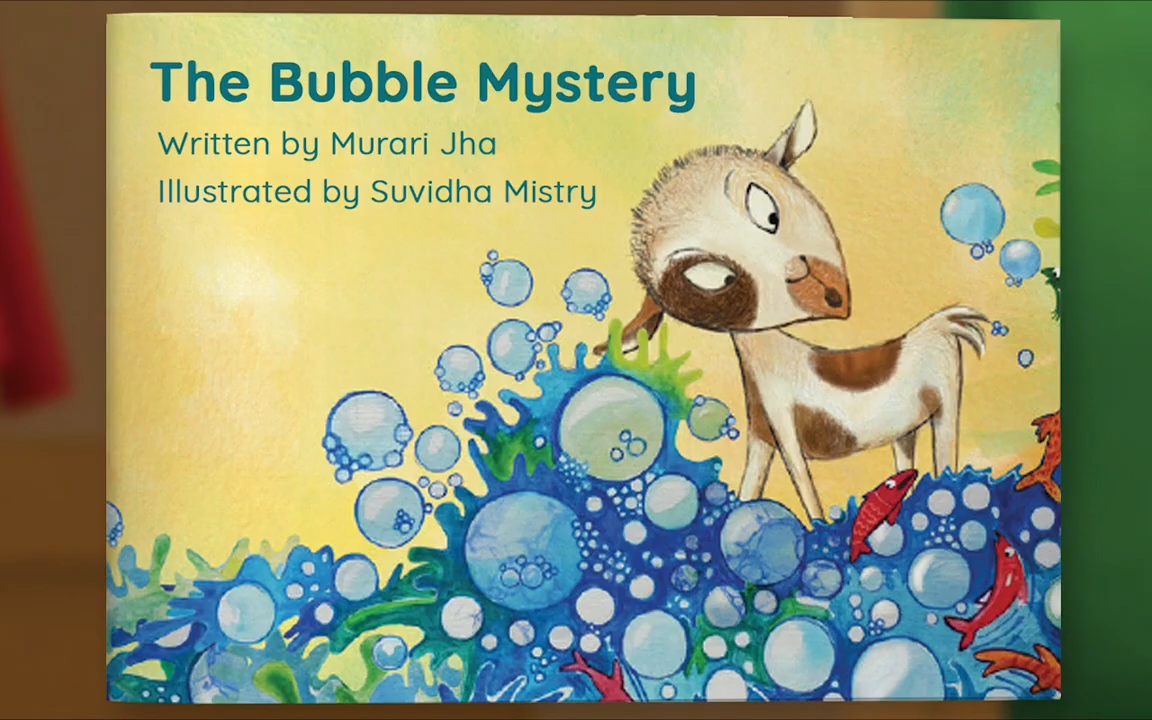 The Bubble Mystery
Written by Murari Jha
Illustrated by Suvidha Mistry